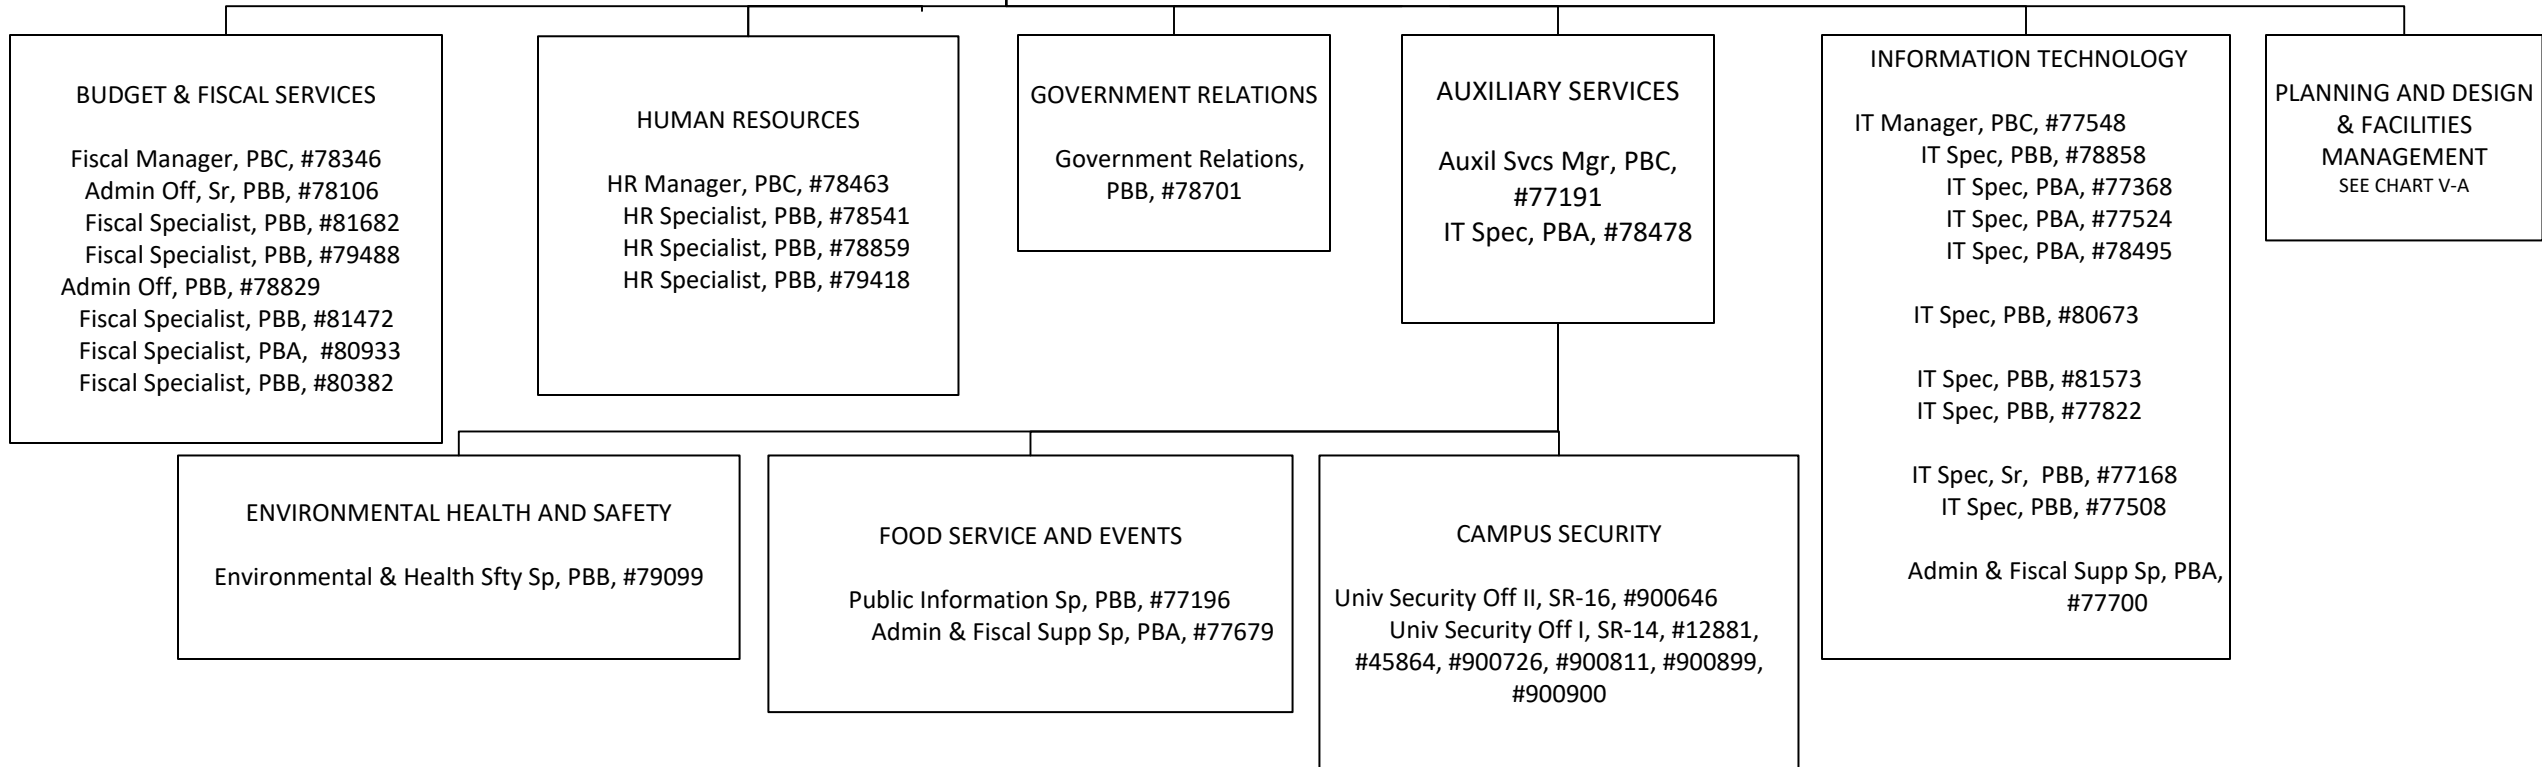 BUDGET & FISCAL SERVICES
Fiscal Manager, PBC, #78346
Admin Off, Sr, PBB, #78106
Fiscal Specialist, PBB, #81682
Fiscal Specialist, PBB, #79488
Admin Off, PBB, #78829
Fiscal Specialist, PBB, #81472
Fiscal Specialist, PBA, #80933
Fiscal Specialist, PBB, #80382
HUMAN RESOURCES
HR Manager, PBC, #78463
HR Specialist, PBB, #78541
HR Specialist, PBB, #78859
HR Specialist, PBB, #79418
GOVERNMENT RELATIONS
Government Relations,
PBB, #78701
AUXILIARY SERVICES
Auxil Svcs Mgr, PBC,
#77191
IT Spec, PBA, #78478
INFORMATION TECHNOLOGY
IT Manager, PBC, #77548
IT Spec, PBB, #78858
IT Spec, PBA, #77368
IT Spec, PBA, #77524
IT Spec, PBA, #78495
IT Spec, PBB, #80673
IT Spec, PBB, #81573
IT Spec, PBB, #77822
IT Spec, Sr, PBB, #77168
IT Spec, PBB, #77508
Admin & Fiscal Supp Sp, PBA,
#77700
PLANNING AND DESIGN
& FACILITIES
MANAGEMENT
SEE CHART V-A
ENVIRONMENTAL HEALTH AND SAFETY
Environmental & Health Sfty Sp, PBB, #79099
FOOD SERVICE AND EVENTS
Public Information Sp, PBB, #77196
Admin & Fiscal Supp Sp, PBA, #77679
CAMPUS SECURITY
Univ Security Off II, SR-16, #900646
Univ Security Off I, SR-14, #12881,
#45864, #900726, #900811, #900899,
#900900